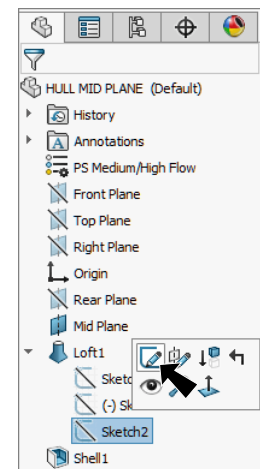 HULL MID PLANE (Default)
History
A Annotations
PS Medium/High Flow
Front Plane
Top Plane
Right Plane
Origin
Rear Plane
Mid Plane
Loft1
Sketc
(-) Sk
Sketch2
Shell1